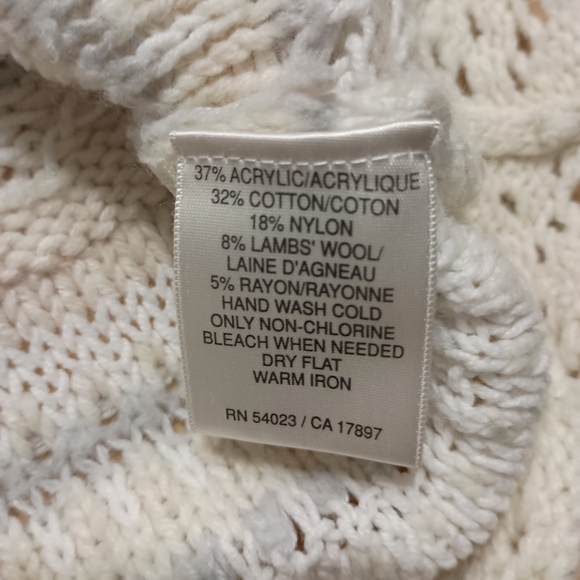 37% ACRYLIC/ACRYLIQUE
32% COTTON/COTON
18% NYLON
8% LAMBS' WOOL/
LAINE D'AGNEAU
5% RAYON/RAYONNE
HAND WASH COLD
ONLY NON-CHLORINE
BLEACH WHEN NEEDED
DRY FLAT
WARM IRON
RN 54023 / CA 17897